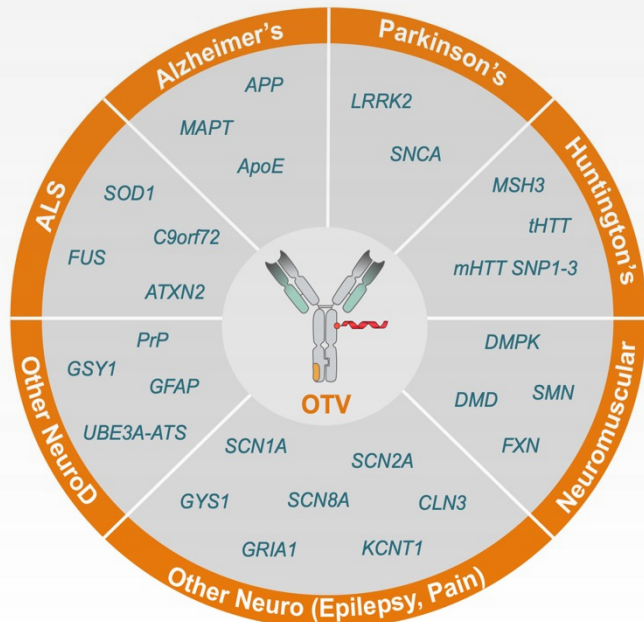 Alzheimer's
APP
MAPT
ApoE
Parkinson's
LRRK2
SNCA
Huntington's
MSH3
tHTT
mHTT SNP1-3
Neuromuscular
DMPK
DMD
SMN
FXN
Other Neuro (Epilepsy, Pain)
SCN1A
SCN2A
GYS1
SCN8A
CLN3
GRIA1
KCNT1
Other NeuroD
PrP
GSY1
GFAP
UBE3A-ATS
ALS
SOD1
C9orf72
FUS
ATXN2
OTV